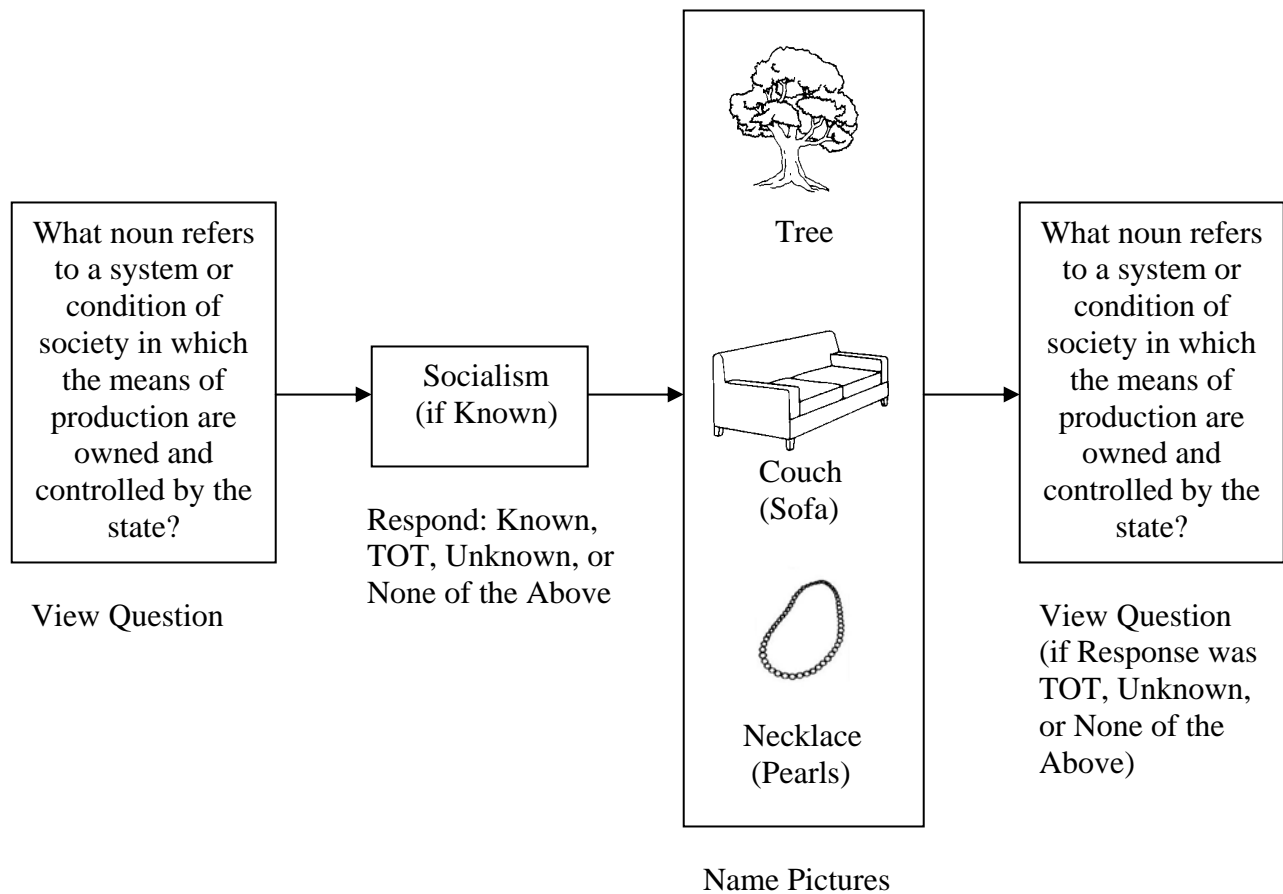 What noun refers
to a system or
condition of
society in which
the means of
production are
owned and
controlled by the
state?
View Question
Socialism
(if Known)
Respond: Known,
TOT, Unknown, or
None of the Above
Tree
Couch
(Sofa)
Necklace
(Pearls)
Name Pictures
What noun refers
to a system or
condition of
society in which
the means of
production are
owned and
controlled by the
state?
View Question
(if Response was
TOT, Unknown,
or None of the
Above)